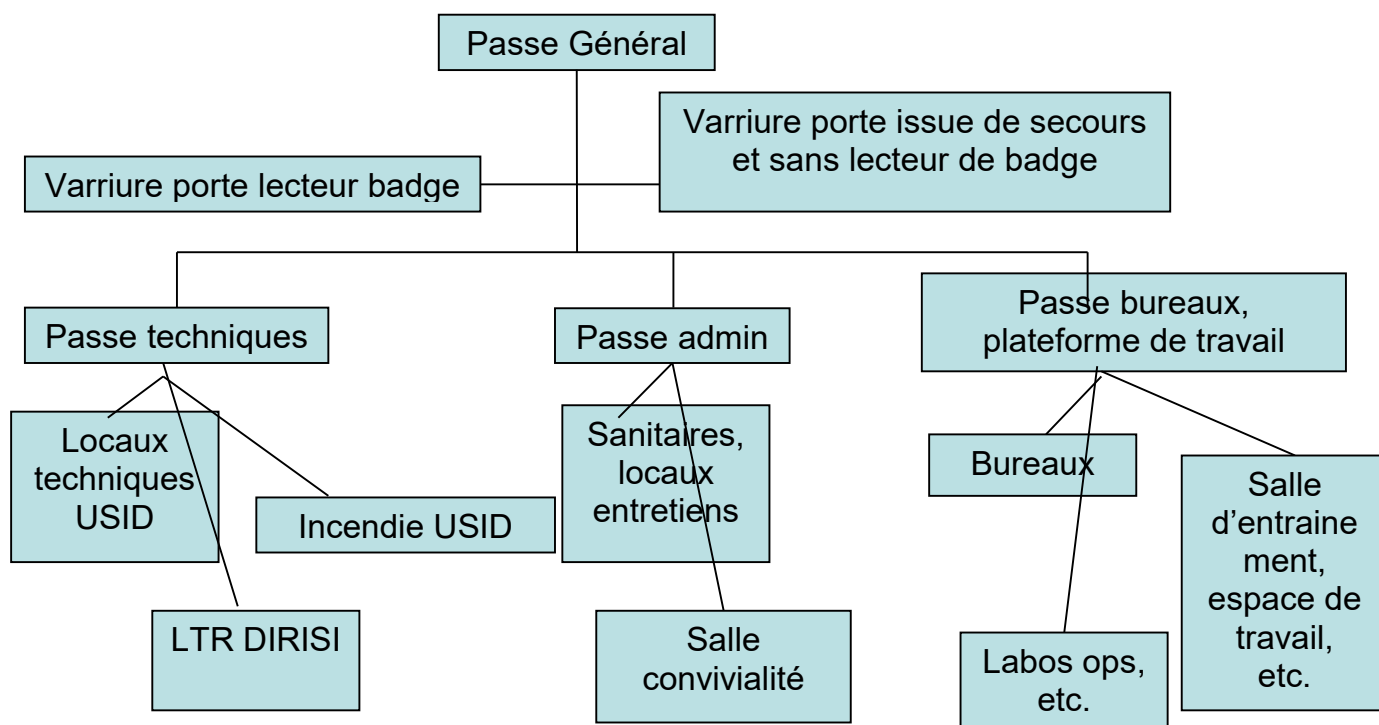 Passe Général
Varriure porte issue de secours
et sans lecteur de badge
Varriure porte lecteur badge
Passe techniques
Passe admin
Passe bureaux,
plateforme de travail
Locaux
techniques
USID
Incendie USID
LTR DIRISI
Sanitaires,
locaux
entretiens
Salle
convivialité
Bureaux
Labos ops,
etc.
Salle
d’entraine
ment,
espace de
travail,
etc.